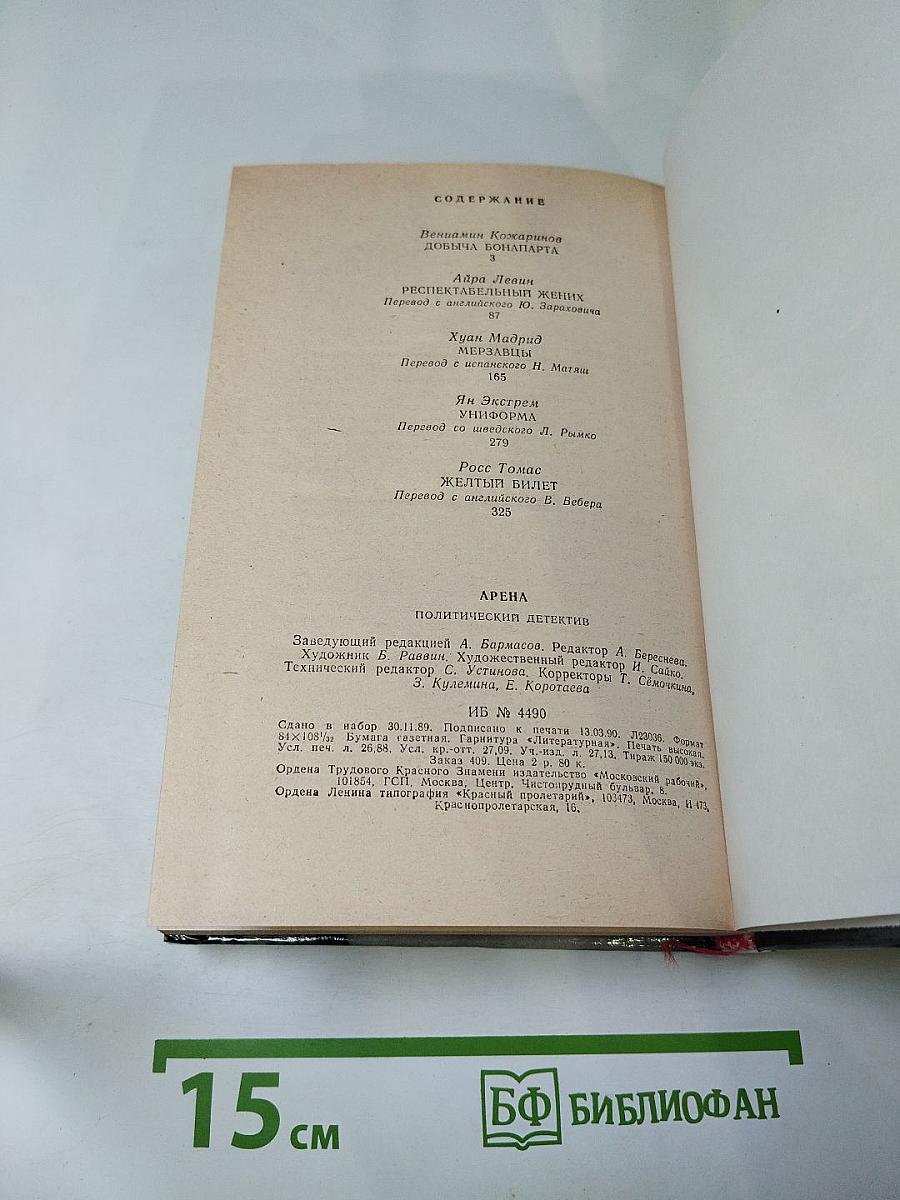 СОДЕРЖАНИЕ
Вениамин Кожаринов
ДОБЫЧА БОНАПАРТА
3
Айра Левин
РЕСПЕКТАБЕЛЬНЫЙ ЖЕНИХ
Перевод с английского Ю. Зараховича
87
Хуан Мадрид
МЕРЗАВЦЫ
Перевод с испанского Н. Матяш
165
Ян Экстрем
УНИФОРМА
Перевод со шведского Л. Рымко
279
Росс Томас
ЖЕЛТЫЙ БИЛЕТ
Перевод с английского В. Вебера
325
АРЕНА
ПОЛИТИЧЕСКИЙ ДЕТЕКТИВ
Заведующий редакцией А. Бармасов. Редактор А. Береснева.
Художник Б. Раввин. Художественный редактор И. Сайко.
Технический редактор С. Устинова. Корректоры Т. Сёмочкина,
З. Кулемина, Е. Коротаева
ИБ № 4490
Сдано в набор 30.11.89. Подписано к печати 13.03.90. Л23036. Формат
84×108¹/₃₂ Бумага газетная. Гарнитура «Литературная». Печать высокая.
Усл. печ. л. 26,88. Усл. кр.-отт. 27,09. Уч.-изд. л. 27,13. Тираж 150 000 экз.
Заказ 409. Цена 2 р. 80 к.
Ордена Трудового Красного Знамени издательство «Московский рабочий»,
101854, ГСП, Москва, Центр, Чистопрудный бульвар, 8.
Ордена Ленина типография «Красный пролетарий», 103473, Москва, И-473,
Краснопролетарская, 16.
15 см
БФ БИБЛИОФАН